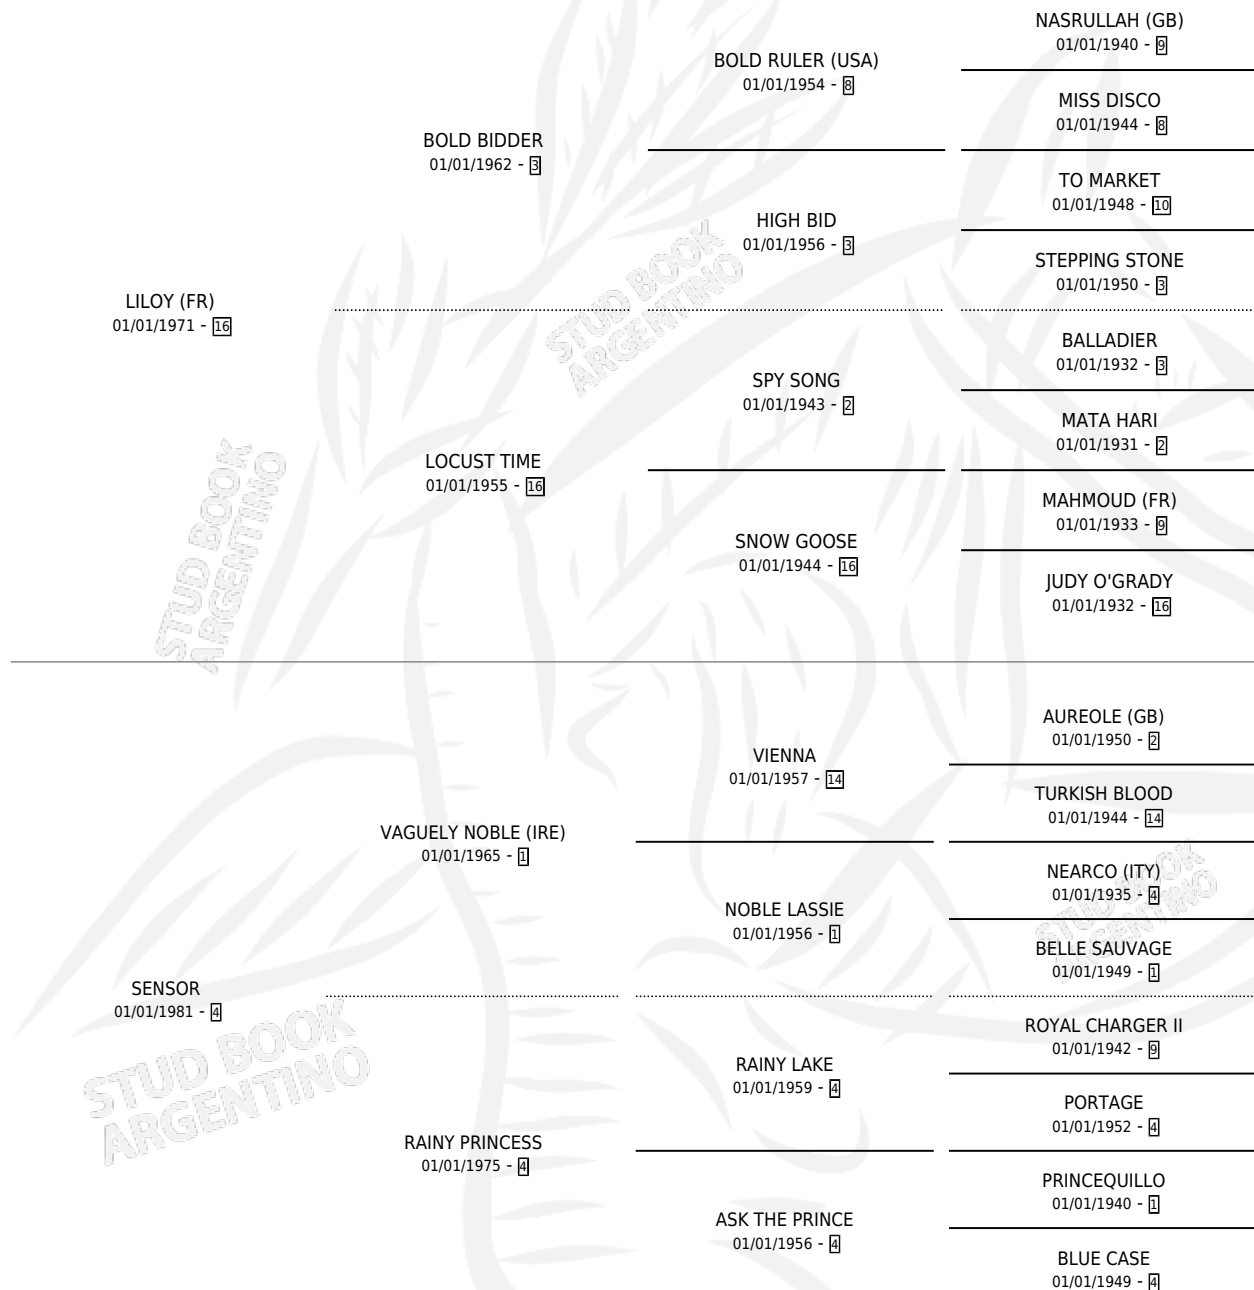 NASRULLAH (GB)
01/01/1940 - 9
BOLD RULER (USA)
01/01/1954 - 8
MISS DISCO
01/01/1944 - 8
BOLD BIDDER
01/01/1962 - 3
TO MARKET
01/01/1948 - 10
HIGH BID
01/01/1956 - 3
STEPPING STONE
01/01/1950 - 3
LILOY (FR)
01/01/1971 - 16
STUD BOOK
ARGENTINO
BALLADIER
01/01/1932 - 3
SPY SONG
01/01/1943 - 2
MATA HARI
01/01/1931 - 2
LOCUST TIME
01/01/1955 - 16
MAHMOUD (FR)
01/01/1933 - 9
SNOW GOOSE
01/01/1944 - 16
JUDY O'GRADY
01/01/1932 - 16
STUD BOOK
ARGENTINO
AUREOLE (GB)
01/01/1950 - 2
VIENNA
01/01/1957 - 14
TURKISH BLOOD
01/01/1944 - 14
VAGUELY NOBLE (IRE)
01/01/1965 - 1
NEARCO (ITY)
01/01/1935 - 4
NOBLE LASSIE
01/01/1956 - 1
BELLE SAUVAGE
01/01/1949 - 1
STUD BOOK
ARGENTINO
SENSOR
01/01/1981 - 4
STUD BOOK
ARGENTINO
ROYAL CHARGER II
01/01/1942 - 9
RAINY LAKE
01/01/1959 - 4
PORTAGE
01/01/1952 - 4
RAINY PRINCESS
01/01/1975 - 4
PRINCEQUILLO
01/01/1940 - 1
ASK THE PRINCE
01/01/1956 - 4
BLUE CASE
01/01/1949 - 4